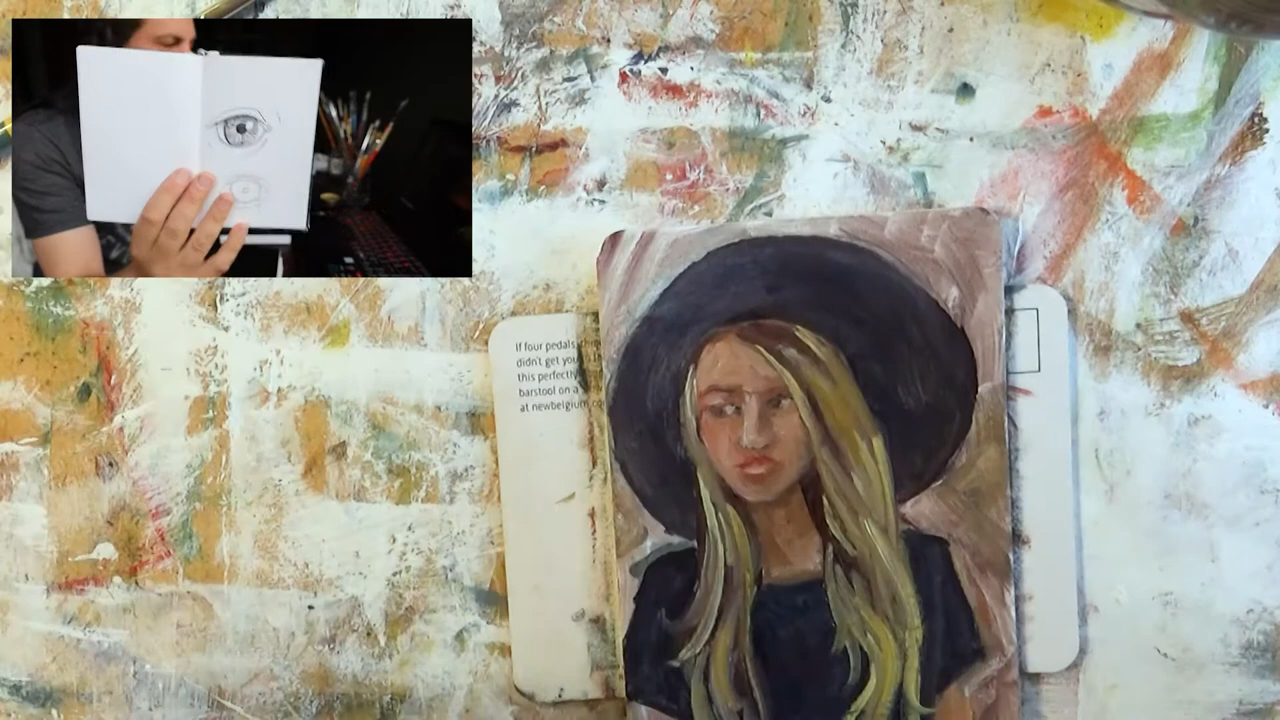 If four pedals
didn't get you
this perfectly
barstool on a
at newbelgium.co